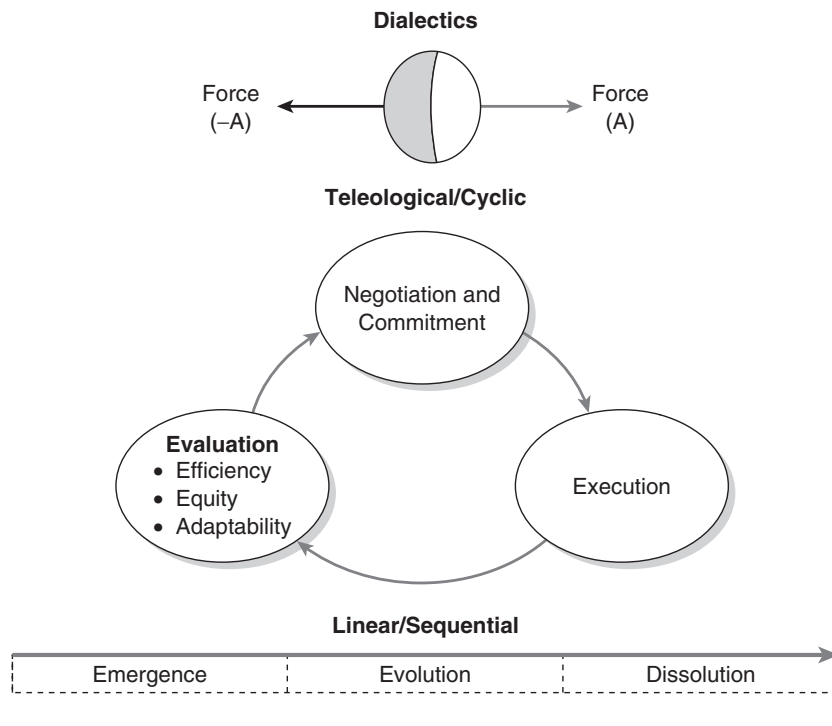 Dialectics
Force
(–A)
Force
(A)
Teleological/Cyclic
Negotiation and
Commitment
Evaluation
• Efficiency
• Equity
• Adaptability
Execution
Linear/Sequential
Emergence
Evolution
Dissolution